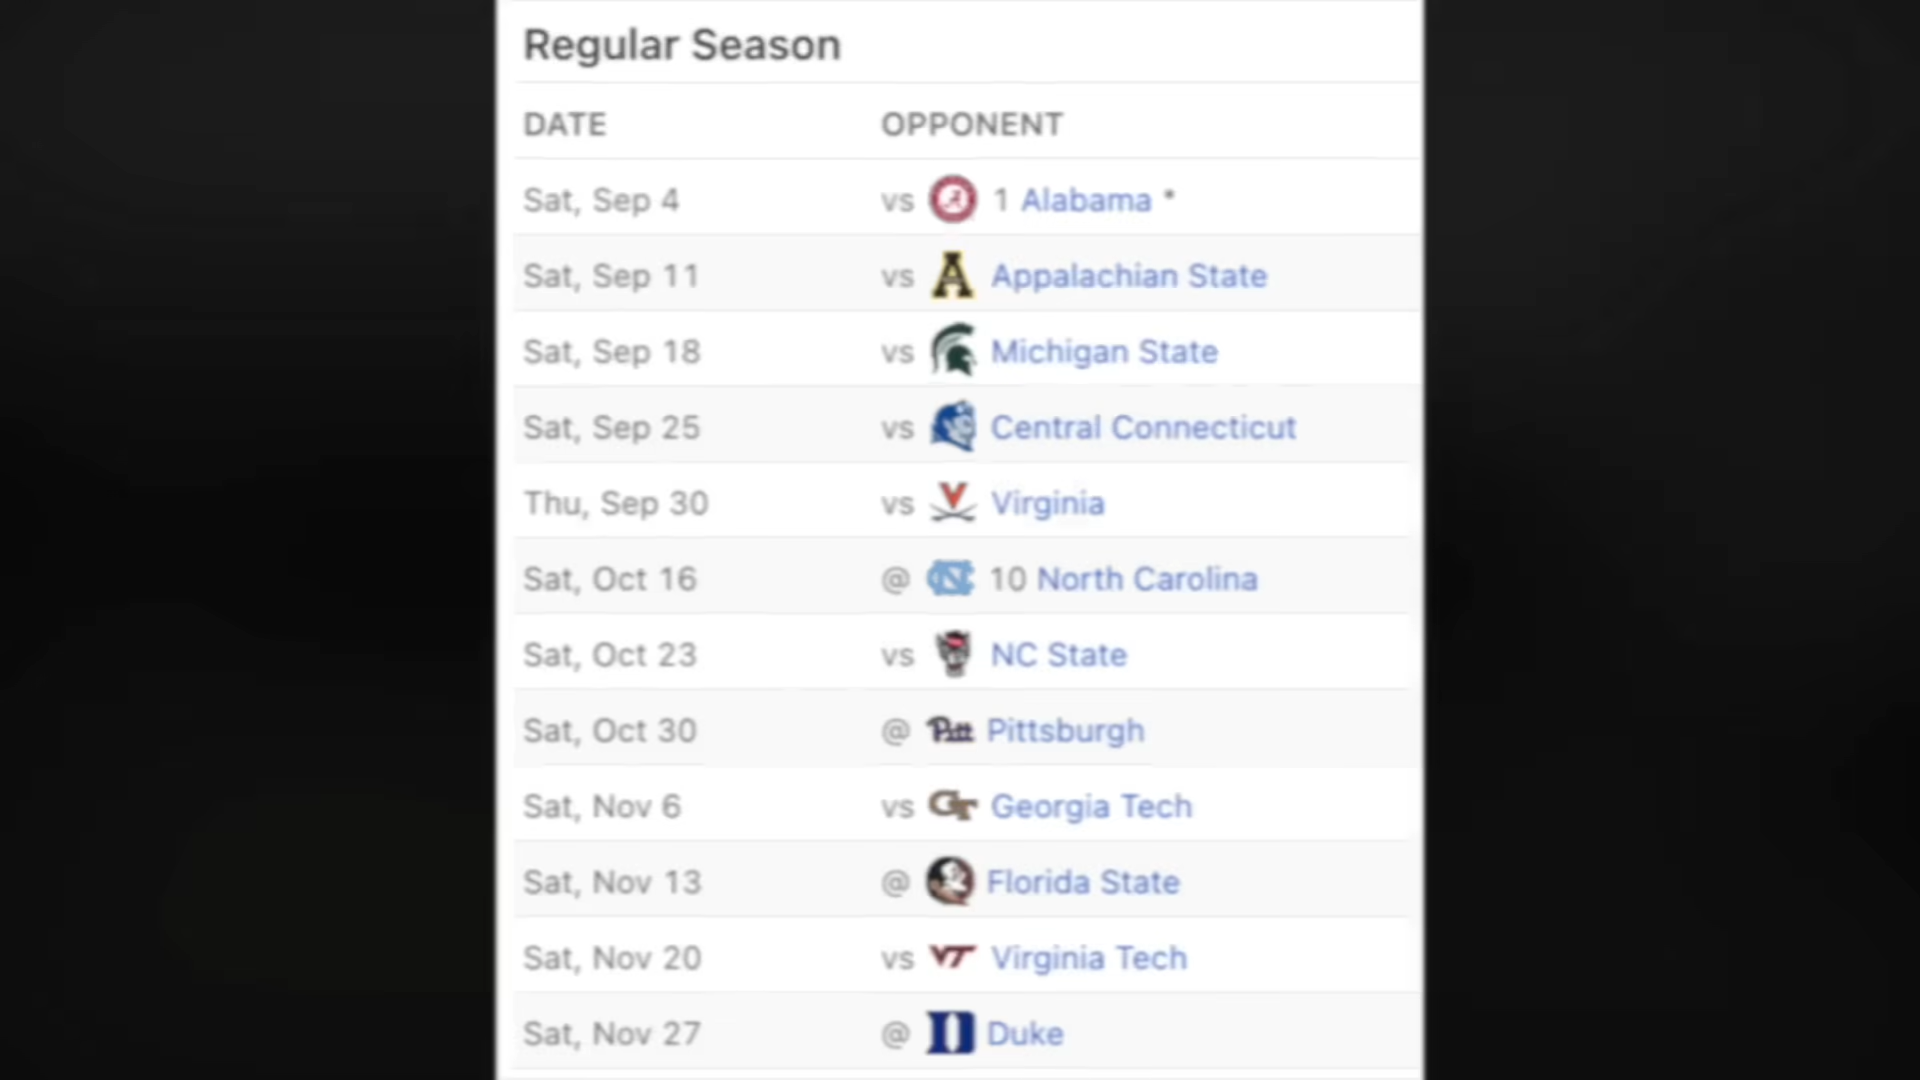 Regular Season
DATE OPPONENT
Sat, Sep 4 vs 1 Alabama *
Sat, Sep 11 vs Appalachian State
Sat, Sep 18 vs Michigan State
Sat, Sep 25 vs Central Connecticut
Thu, Sep 30 vs Virginia
Sat, Oct 16 @ 10 North Carolina
Sat, Oct 23 vs NC State
Sat, Oct 30 @ Pitt Pittsburgh
Sat, Nov 6 vs GT Georgia Tech
Sat, Nov 13 @ Florida State
Sat, Nov 20 vs VT Virginia Tech
Sat, Nov 27 @ D Duke